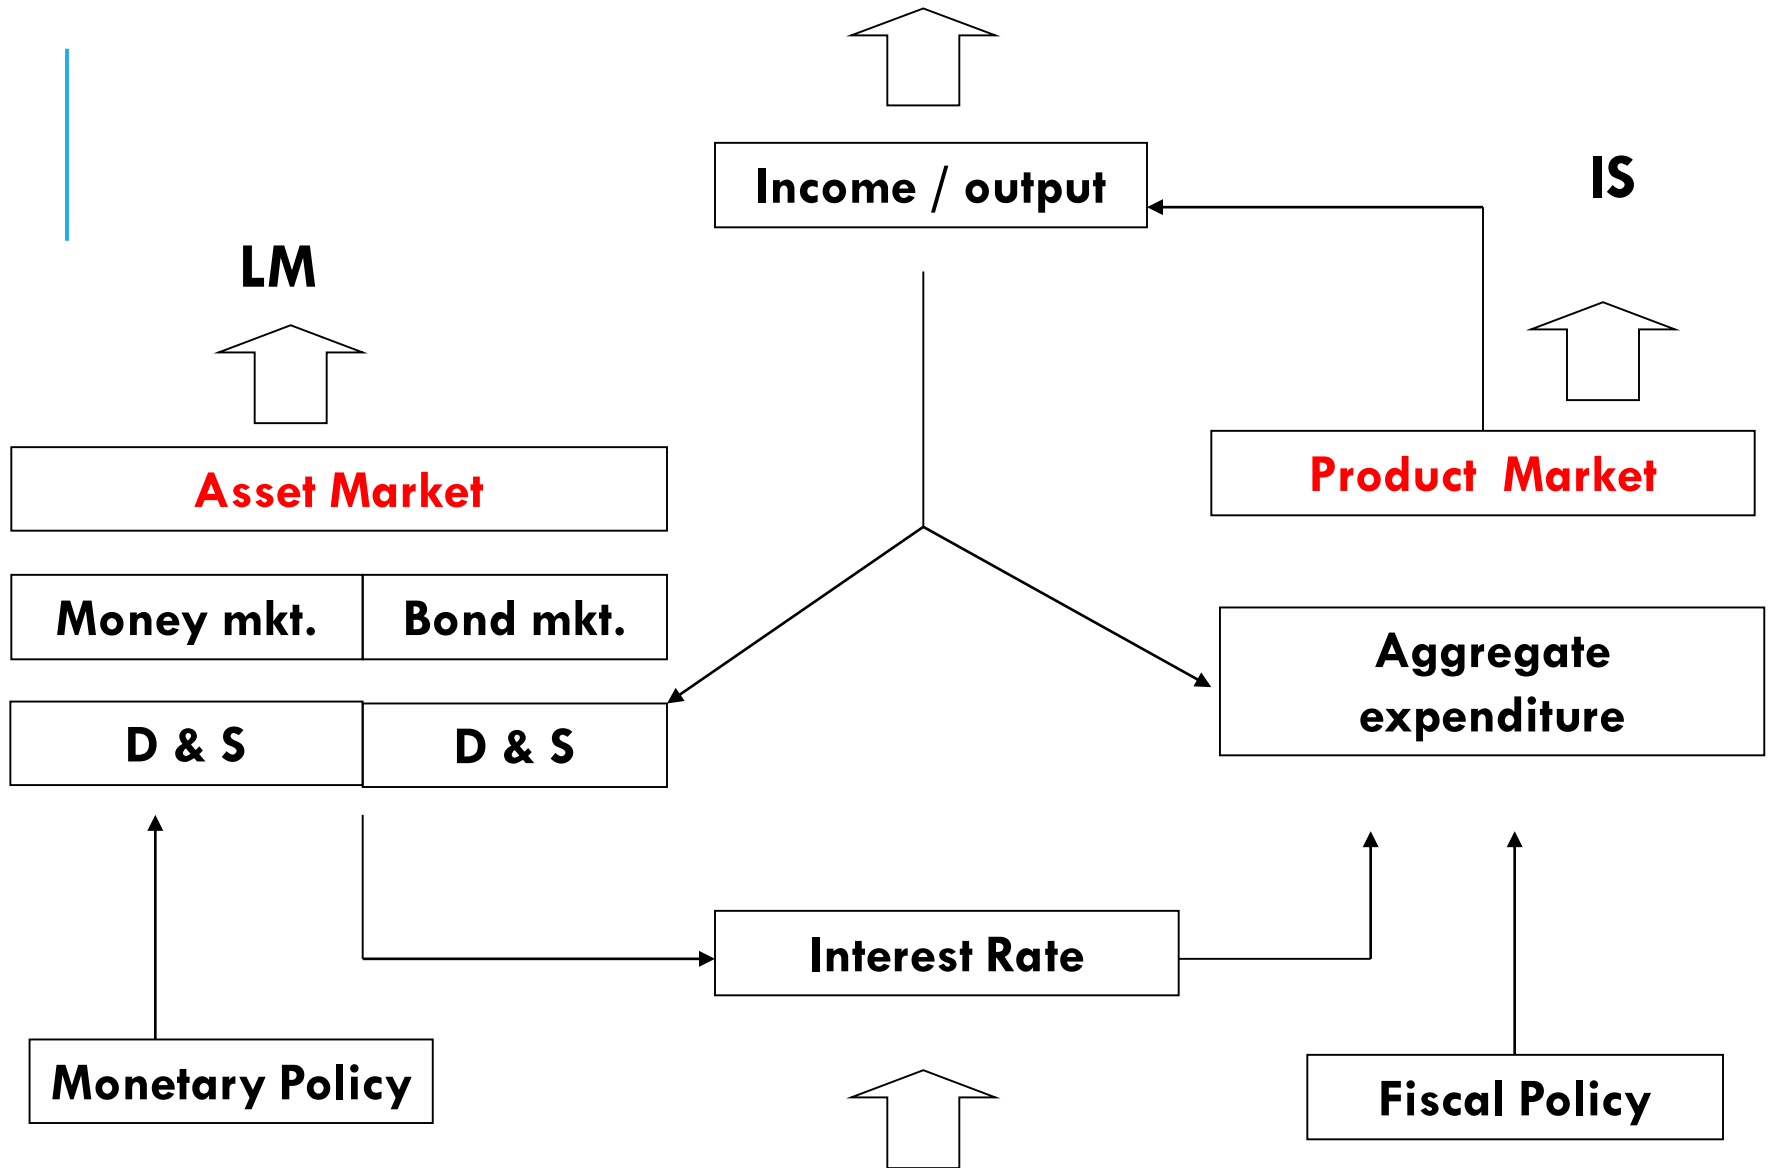 Income / output
IS
LM
Asset Market
Product Market
Money mkt.
Bond mkt.
Aggregate
expenditure
D & S
D & S
Interest Rate
Monetary Policy
Fiscal Policy